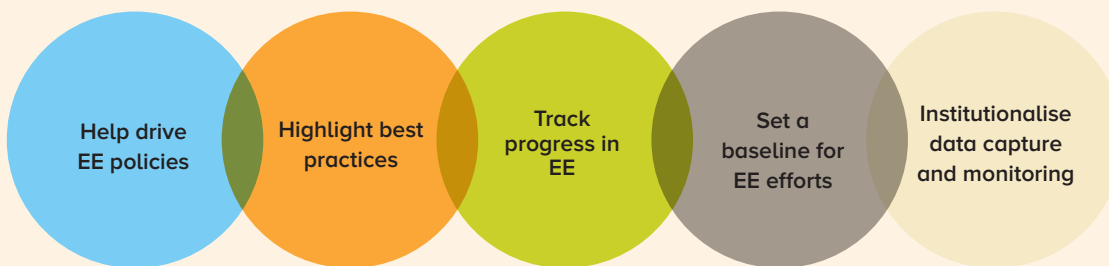 Help drive
EE policies
Highlight best
practices
Track
progress in
EE
Set a
baseline for
EE efforts
Institutionalise
data capture
and monitoring